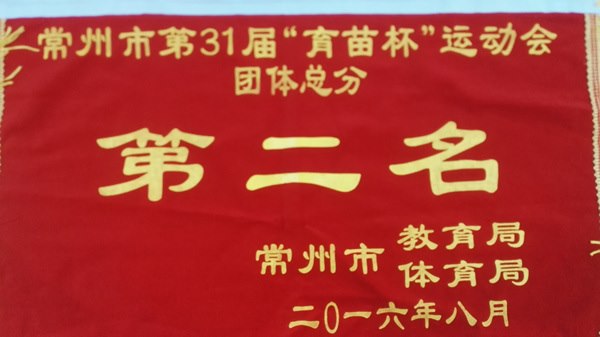 常州市第31届“育苗杯”运动会
团体总分
第二名
常州市 教育局
体育局
二0一六年八月